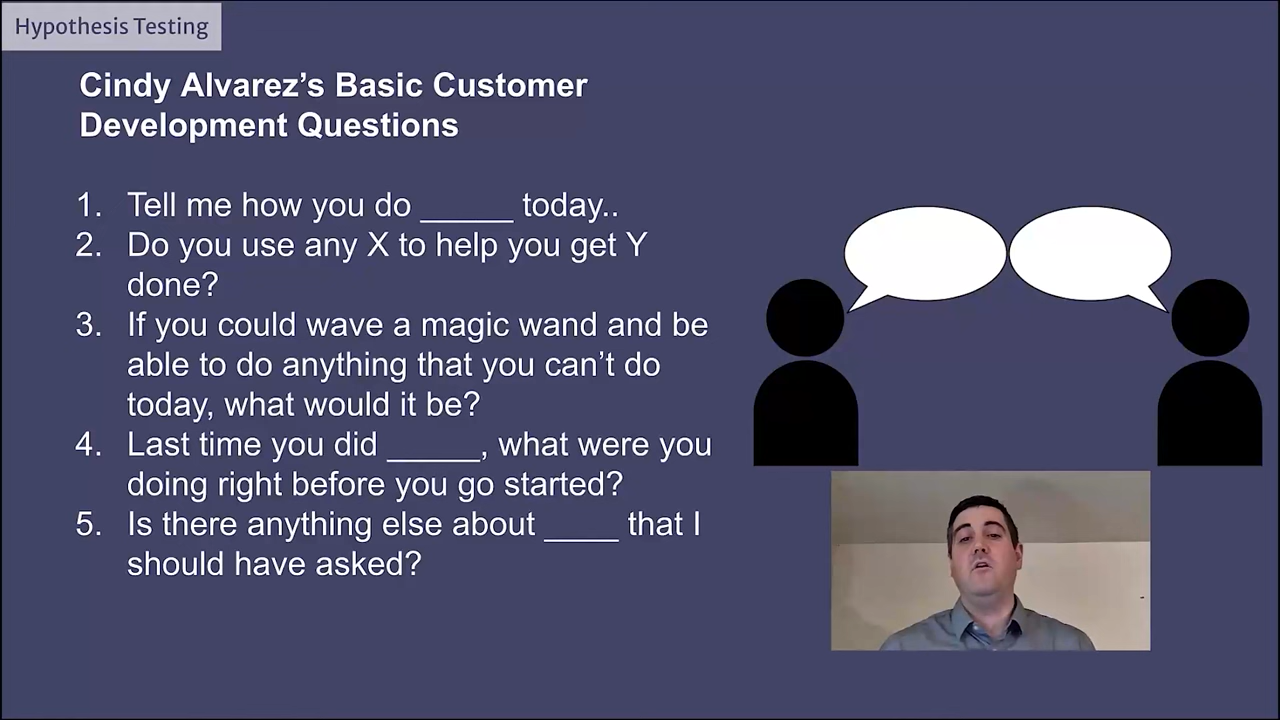 Hypothesis Testing
Cindy Alvarez’s Basic Customer
Development Questions
1. Tell me how you do _____ today..
2. Do you use any X to help you get Y
done?
3. If you could wave a magic wand and be
able to do anything that you can’t do
today, what would it be?
4. Last time you did _____, what were you
doing right before you go started?
5. Is there anything else about ____ that I
should have asked?